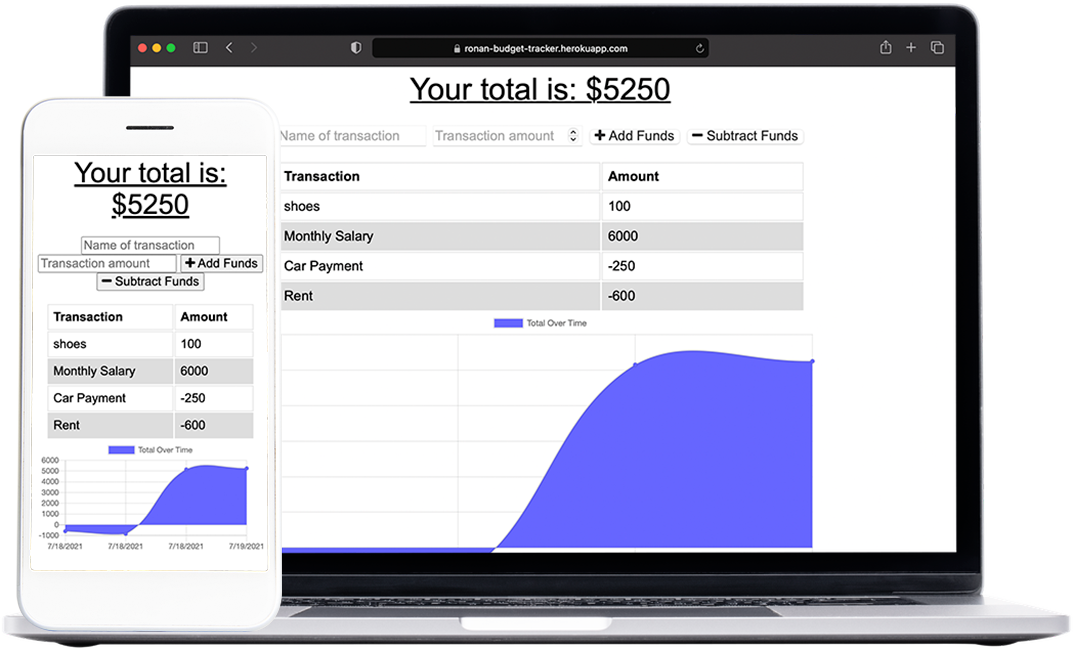 ronan-budget-tracker.herokuapp.com
Your total is: $5250
Name of transaction Transaction amount Add Funds Subtract Funds
Transaction Amount
shoes 100
Monthly Salary 6000
Car Payment -250
Rent -600
Total Over Time
Your total is:
$5250
Name of transaction
Transaction amount Add Funds
Subtract Funds
Transaction Amount
shoes 100
Monthly Salary 6000
Car Payment -250
Rent -600
Total Over Time
6000
5000
4000
3000
2000
1000
0
-1000
7/18/2021 7/18/2021 7/18/2021 7/19/2021